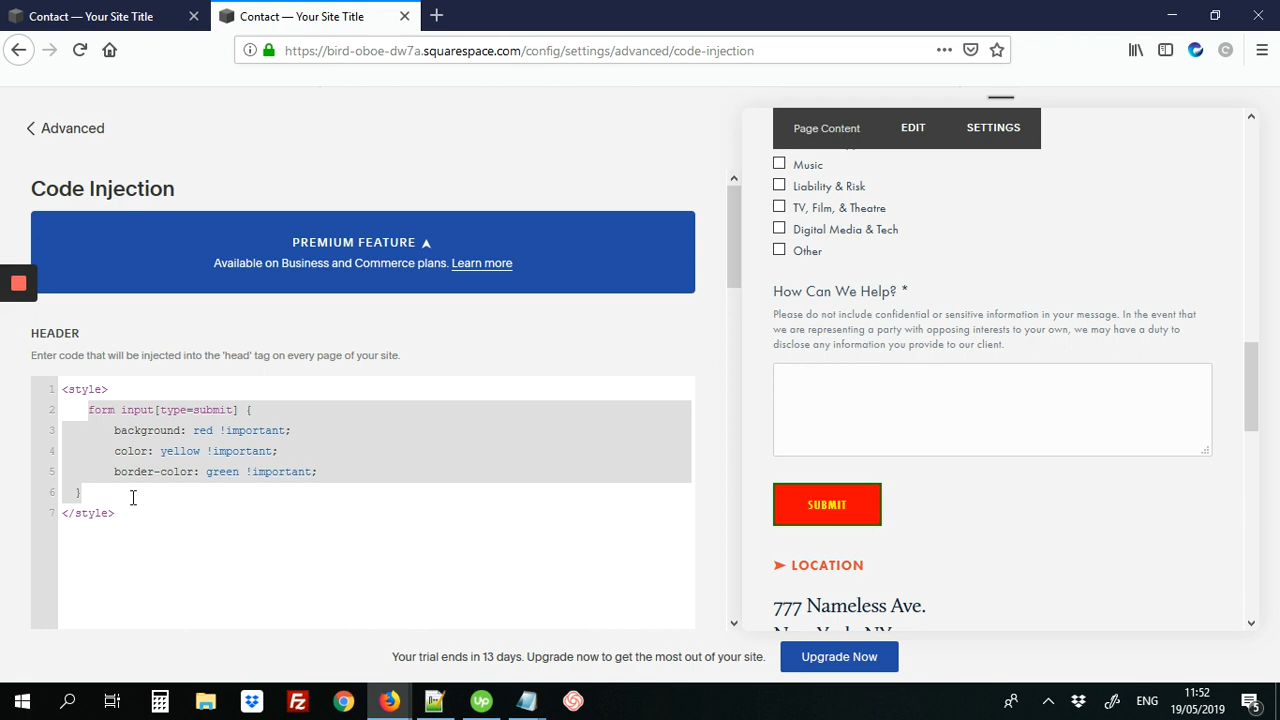 Contact — Your Site Title
Contact — Your Site Title
https://bird-oboe-dw7a.squarespace.com/config/settings/advanced/code-injection
Advanced
Code Injection
PREMIUM FEATURE
Available on Business and Commerce plans. Learn more
HEADER
Enter code that will be injected into the 'head' tag on every page of your site.
1 <style>
2 form input[type=submit] {
3 background: red !important;
4 color: yellow !important;
5 border-color: green !important;
6 }
7 </style>
Page Content EDIT SETTINGS
Music
Liability & Risk
TV, Film, & Theatre
Digital Media & Tech
Other
How Can We Help? *
Please do not include confidential or sensitive information in your message. In the event that
we are representing a party with opposing interests to your own, we may have a duty to
disclose any information you provide to our client.
SUBMIT
LOCATION
777 Nameless Ave.
New York, NY
Your trial ends in 13 days. Upgrade now to get the most out of your site. Upgrade Now
ENG
11:52
19/05/2019
5